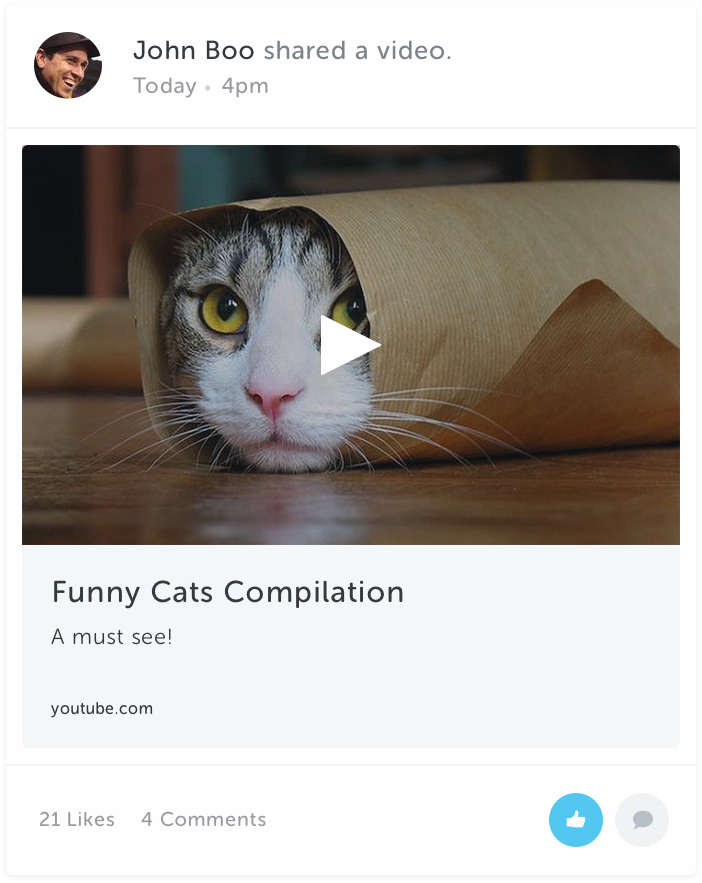 John Boo shared a video.
Today • 4pm
Funny Cats Compilation
A must see!
youtube.com
21 Likes 4 Comments